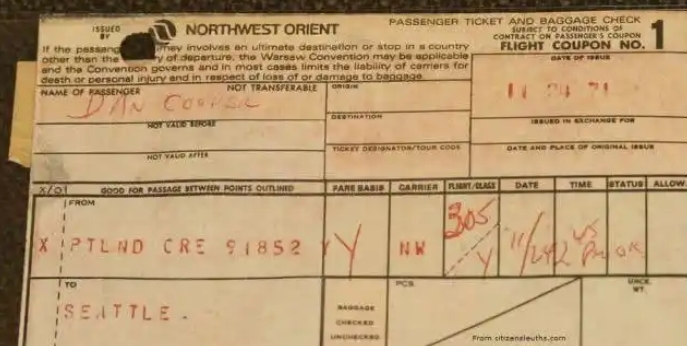 ISSUED BY
NORTHWEST ORIENT
PASSENGER TICKET AND BAGGAGE CHECK
SUBJECT TO CONDITIONS OF
CONTRACT ON PASSENGER'S COUPON
FLIGHT COUPON NO. 1
If the passeng ney involves an ultimate destination or stop in a country
other than the y of departure, the Warsaw Convention may be applicable
and the Convention governs and in most cases limits the liability of carriers for
death or personal injury and in respect of loss of or damage to baggage.
DATE OF ISSUE
11 24 71
NAME OF PASSENGER
NOT TRANSFERABLE
ORIGIN
DAN COOPER
NOT VALID BEFORE
DESTINATION
ISSUED IN EXCHANGE FOR
NOT VALID AFTER
TICKET DESIGNATOR/TOUR CODE
DATE AND PLACE OF ORIGINAL ISSUE
X/O
GOOD FOR PASSAGE BETWEEN POINTS OUTLINED
FARE BASIS
CARRIER
FLIGHT/CLASS
DATE
TIME
STATUS
ALLOW
FROM
X PTLND ORE 91852 Y NW 305 Y 11/24 2 45 PM OK
TO
PCS.
UNCK. WT.
SEATTLE.
BAGGAGE
CHECKED
UNCHECKED
From citizensleuths.com